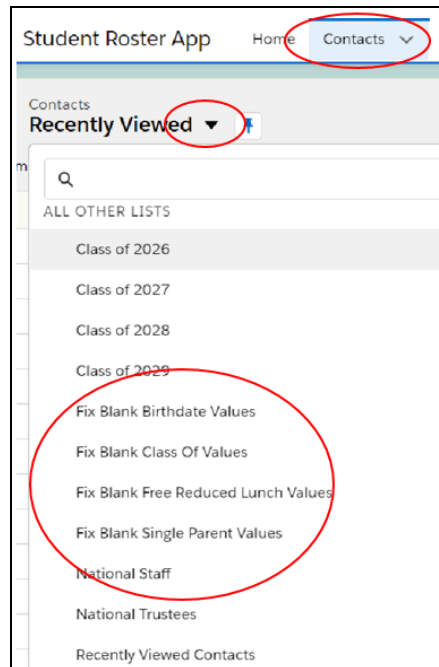 Student Roster App Home Contacts
Contacts
Recently Viewed
m
ALL OTHER LISTS
Class of 2026
Class of 2027
Class of 2028
Class of 2029
Fix Blank Birthdate Values
Fix Blank Class Of Values
Fix Blank Free Reduced Lunch Values
Fix Blank Single Parent Values
National Staff
National Trustees
Recently Viewed Contacts